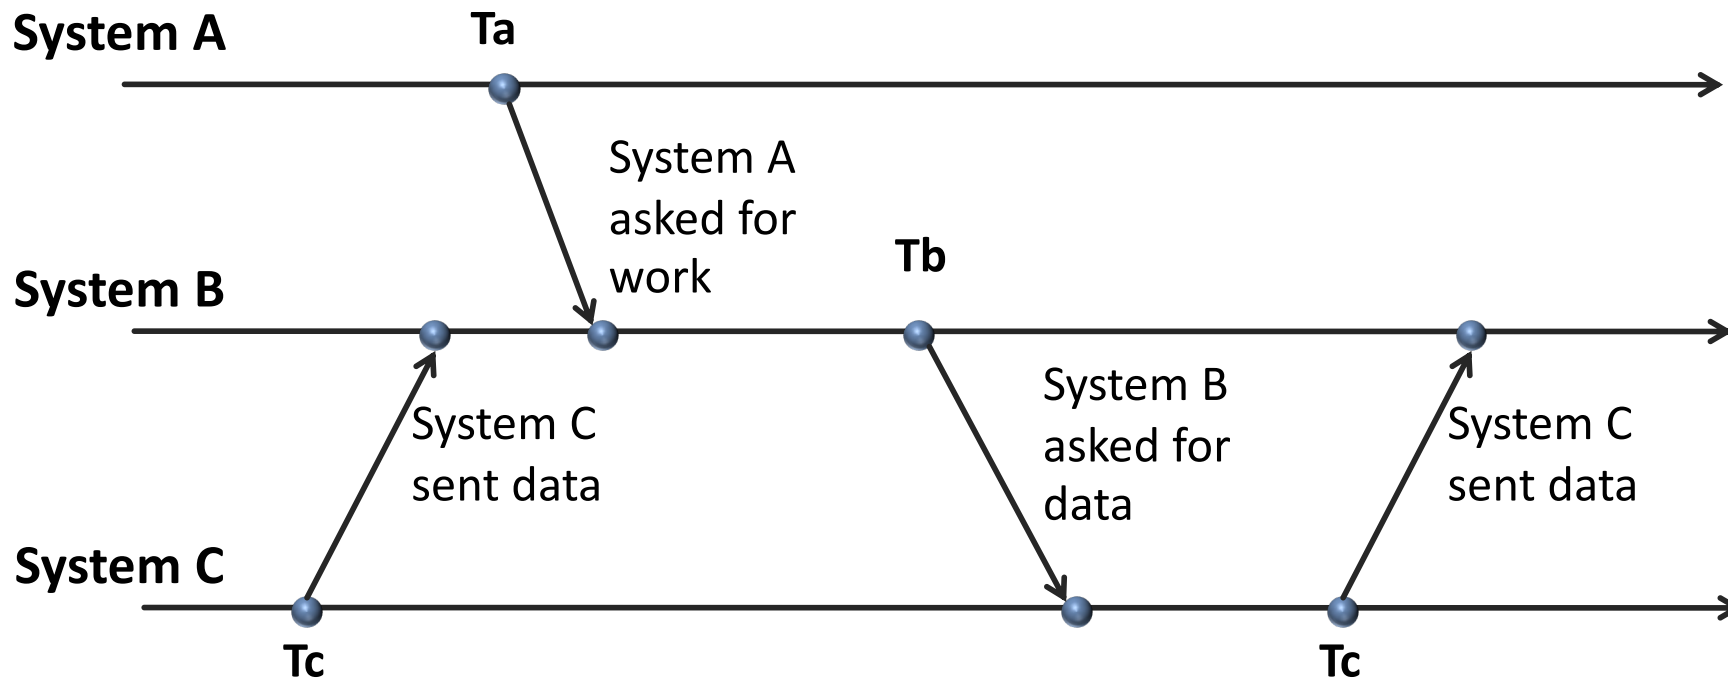 System A
Ta
System A
asked for
work
Tb
System B
System B
asked for
data
System C
sent data
System C
sent data
System C
Tc
Tc